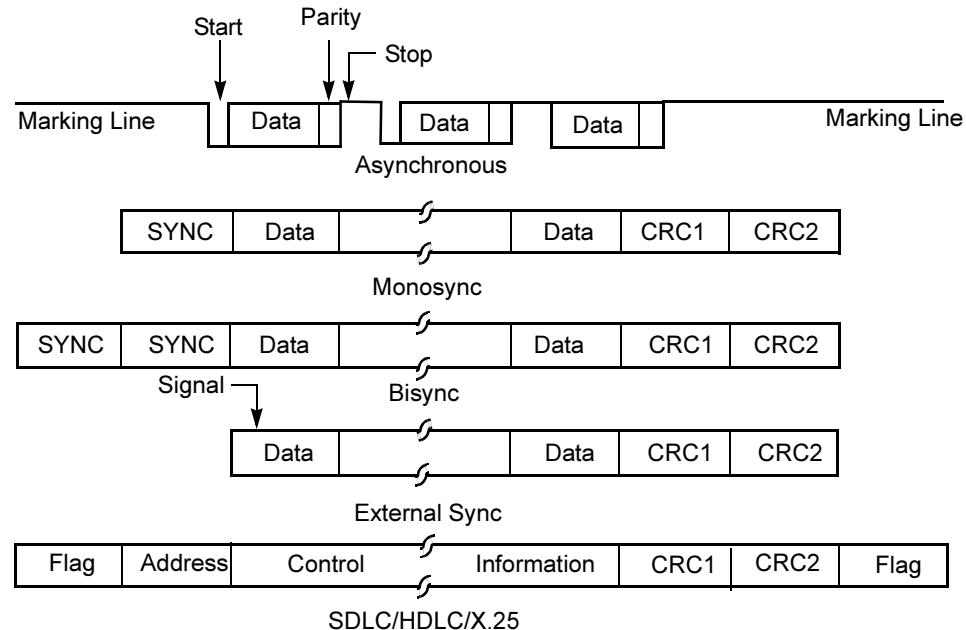 Start
Parity
Stop
Marking Line
Data
Data
Data
Marking Line
Asynchronous
SYNC
Data
Data
CRC1
CRC2
Monosync
SYNC
SYNC
Data
Data
CRC1
CRC2
Signal
Bisync
Data
Data
CRC1
CRC2
External Sync
Flag
Address
Control
Information
CRC1
CRC2
Flag
SDLC/HDLC/X.25